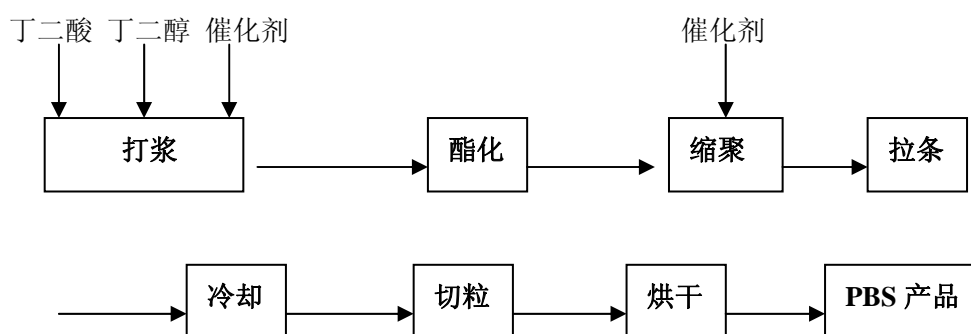 丁二酸 丁二醇 催化剂 催化剂
打浆 酯化 缩聚 拉条
冷却 切粒 烘干 PBS 产品